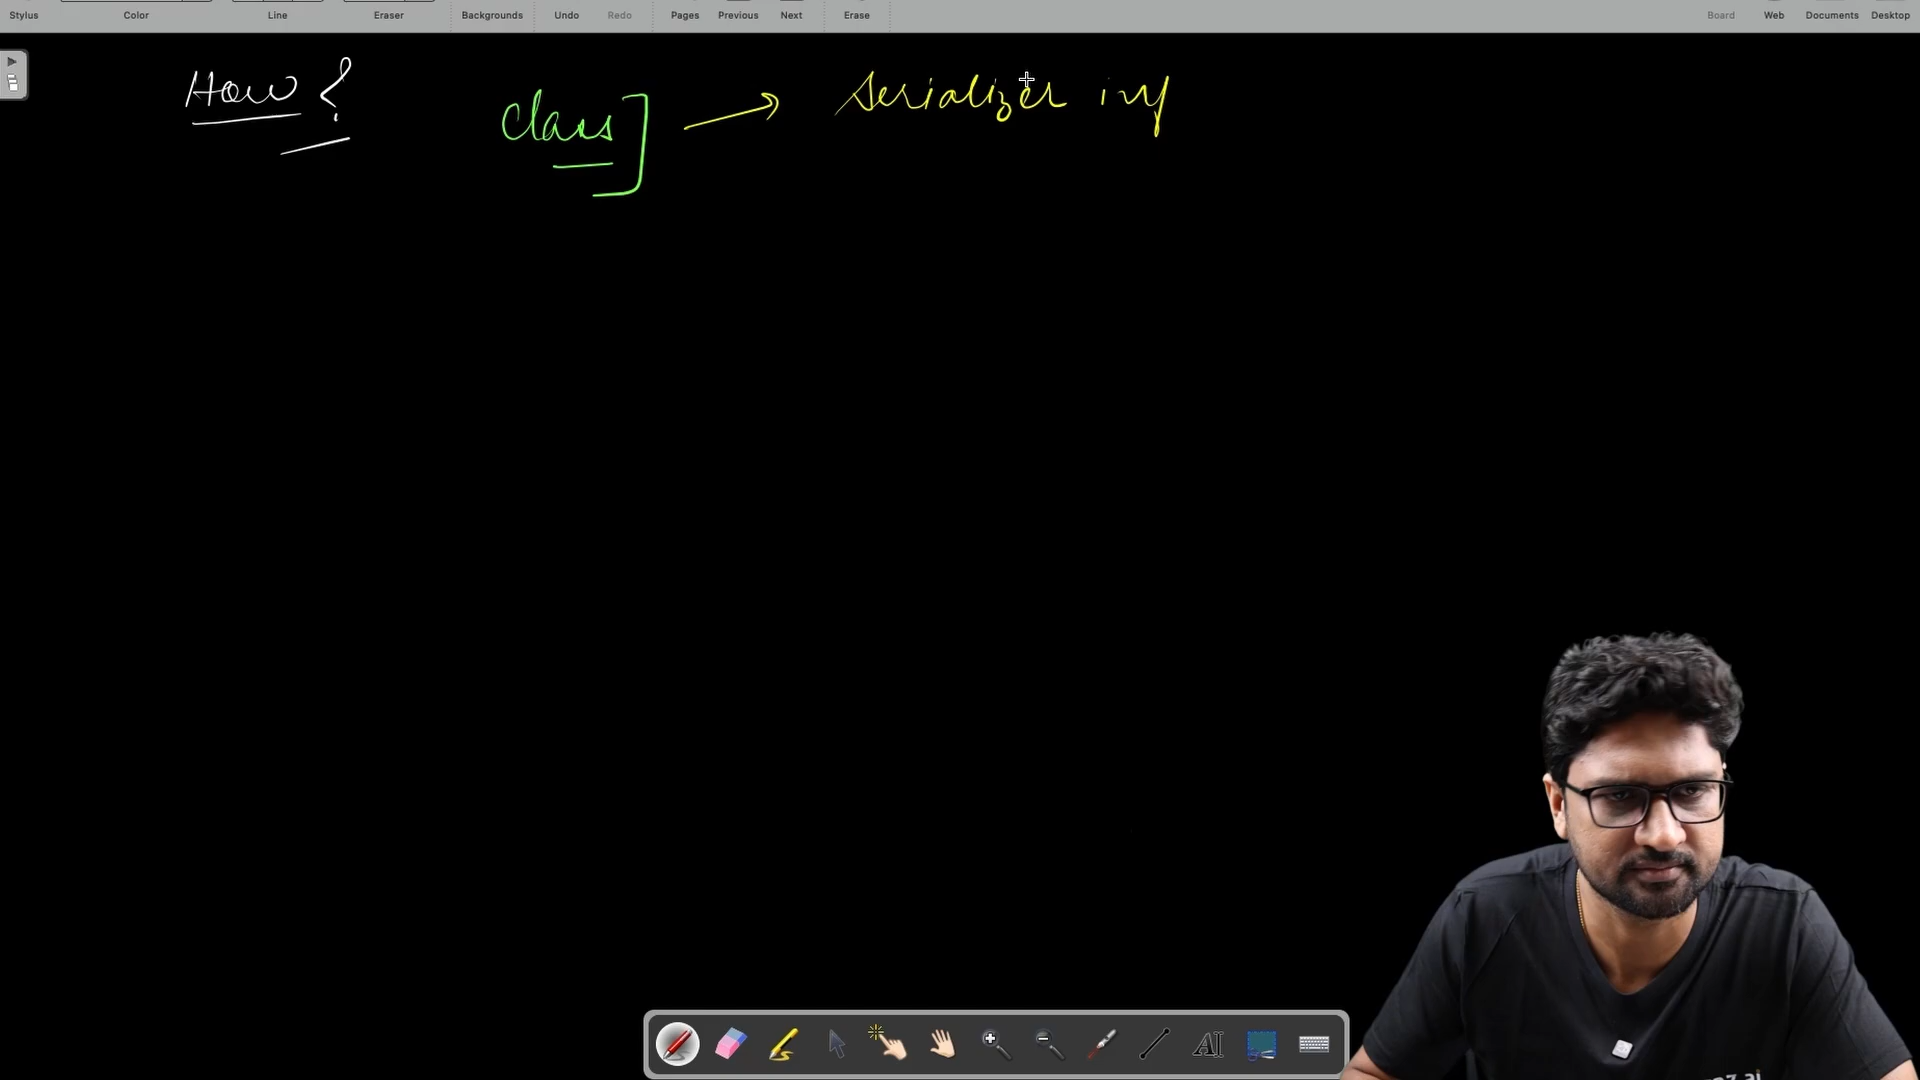 Stylus Color Line Eraser Backgrounds Undo Redo Pages Previous Next Erase Board Web Documents Desktop
How? class] → Serializer